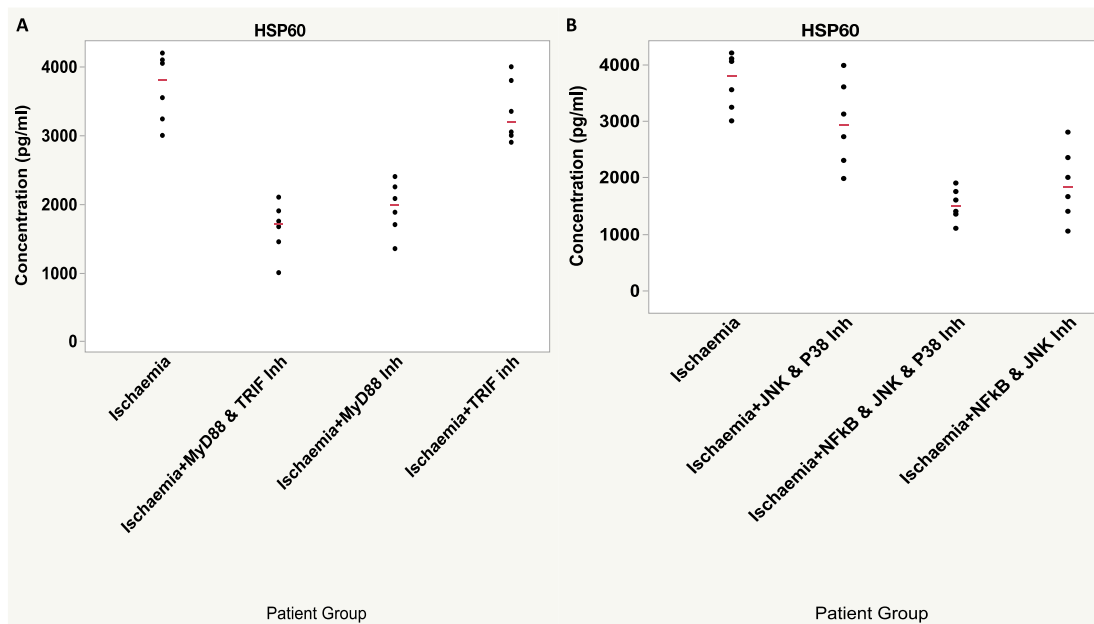 A
HSP60
Concentration (pg/ml)
4000
3000
2000
1000
0
Ischaemia
Ischaemia+MyD88 & TRIF Inh
Ischaemia+MyD88 Inh
Ischaemia+TRIF inh
Patient Group
B
HSP60
Concentration (pg/ml)
4000
3000
2000
1000
0
Ischaemia
Ischaemia+JNK & P38 Inh
Ischaemia+NFκB & JNK & P38 Inh
Ischaemia+NFκB & JNK Inh
Patient Group